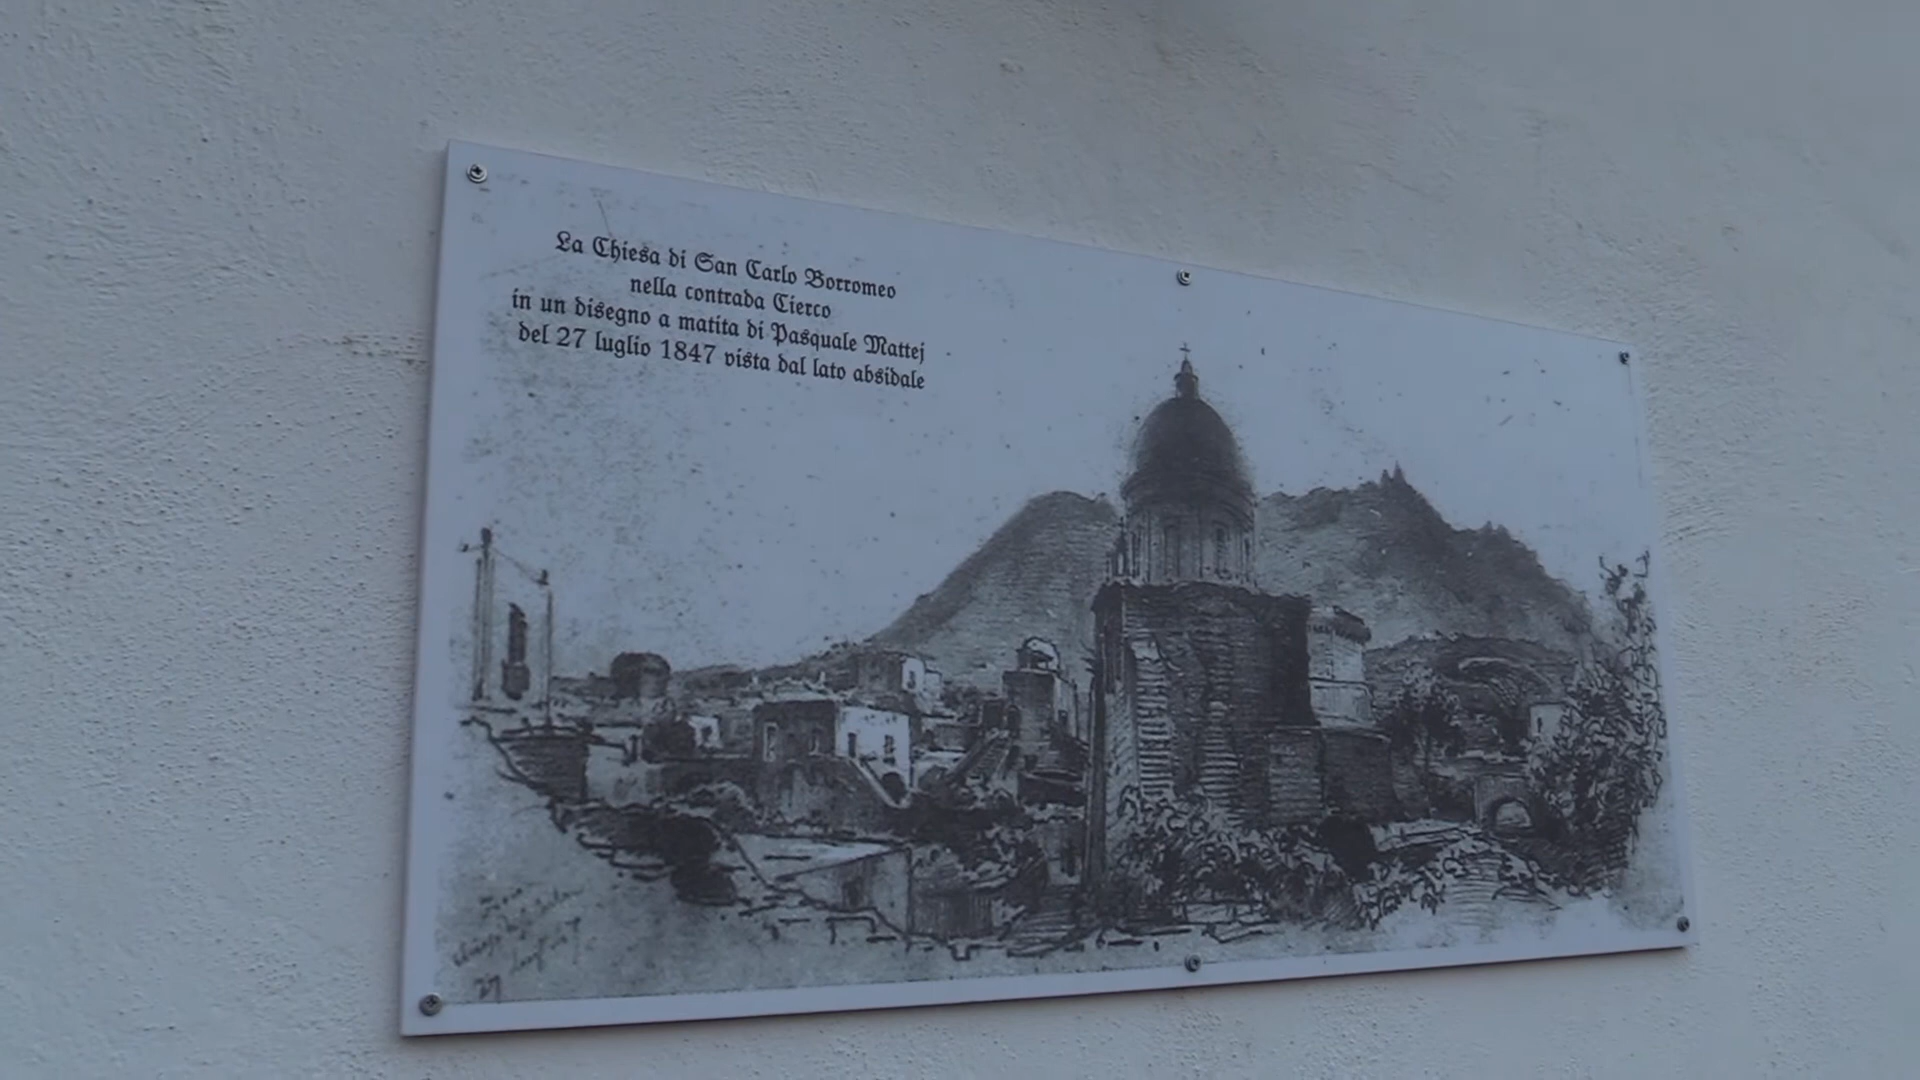 La Chiesa di San Carlo Borromeo
nella contrada Cierco
in un disegno a matita di Pasquale Mattej
del 27 luglio 1847 vista dal lato absidale
27